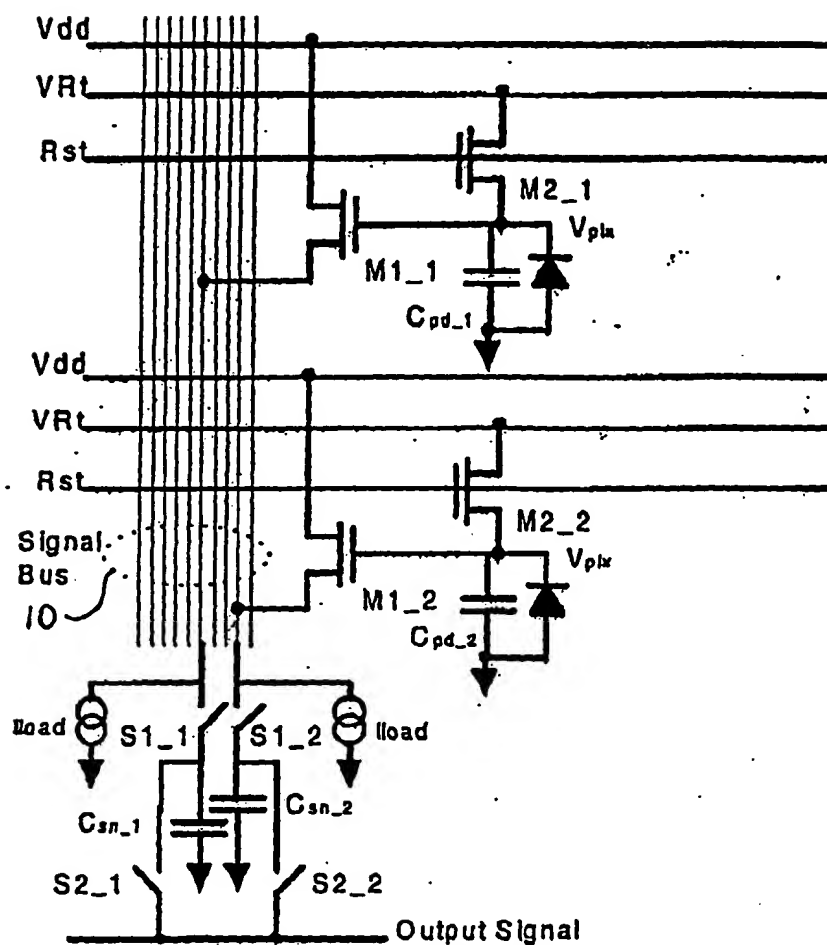 Vdd
VRt
Rst
M2_1
Vpix
M1_1
Cpd_1
Vdd
VRt
Rst
M2_2
Signal
Bus
10
Vpix
M1_2
Cpd_2
Iload
S1_1
S1_2
Iload
Csn_1
Csn_2
S2_1
S2_2
Output Signal